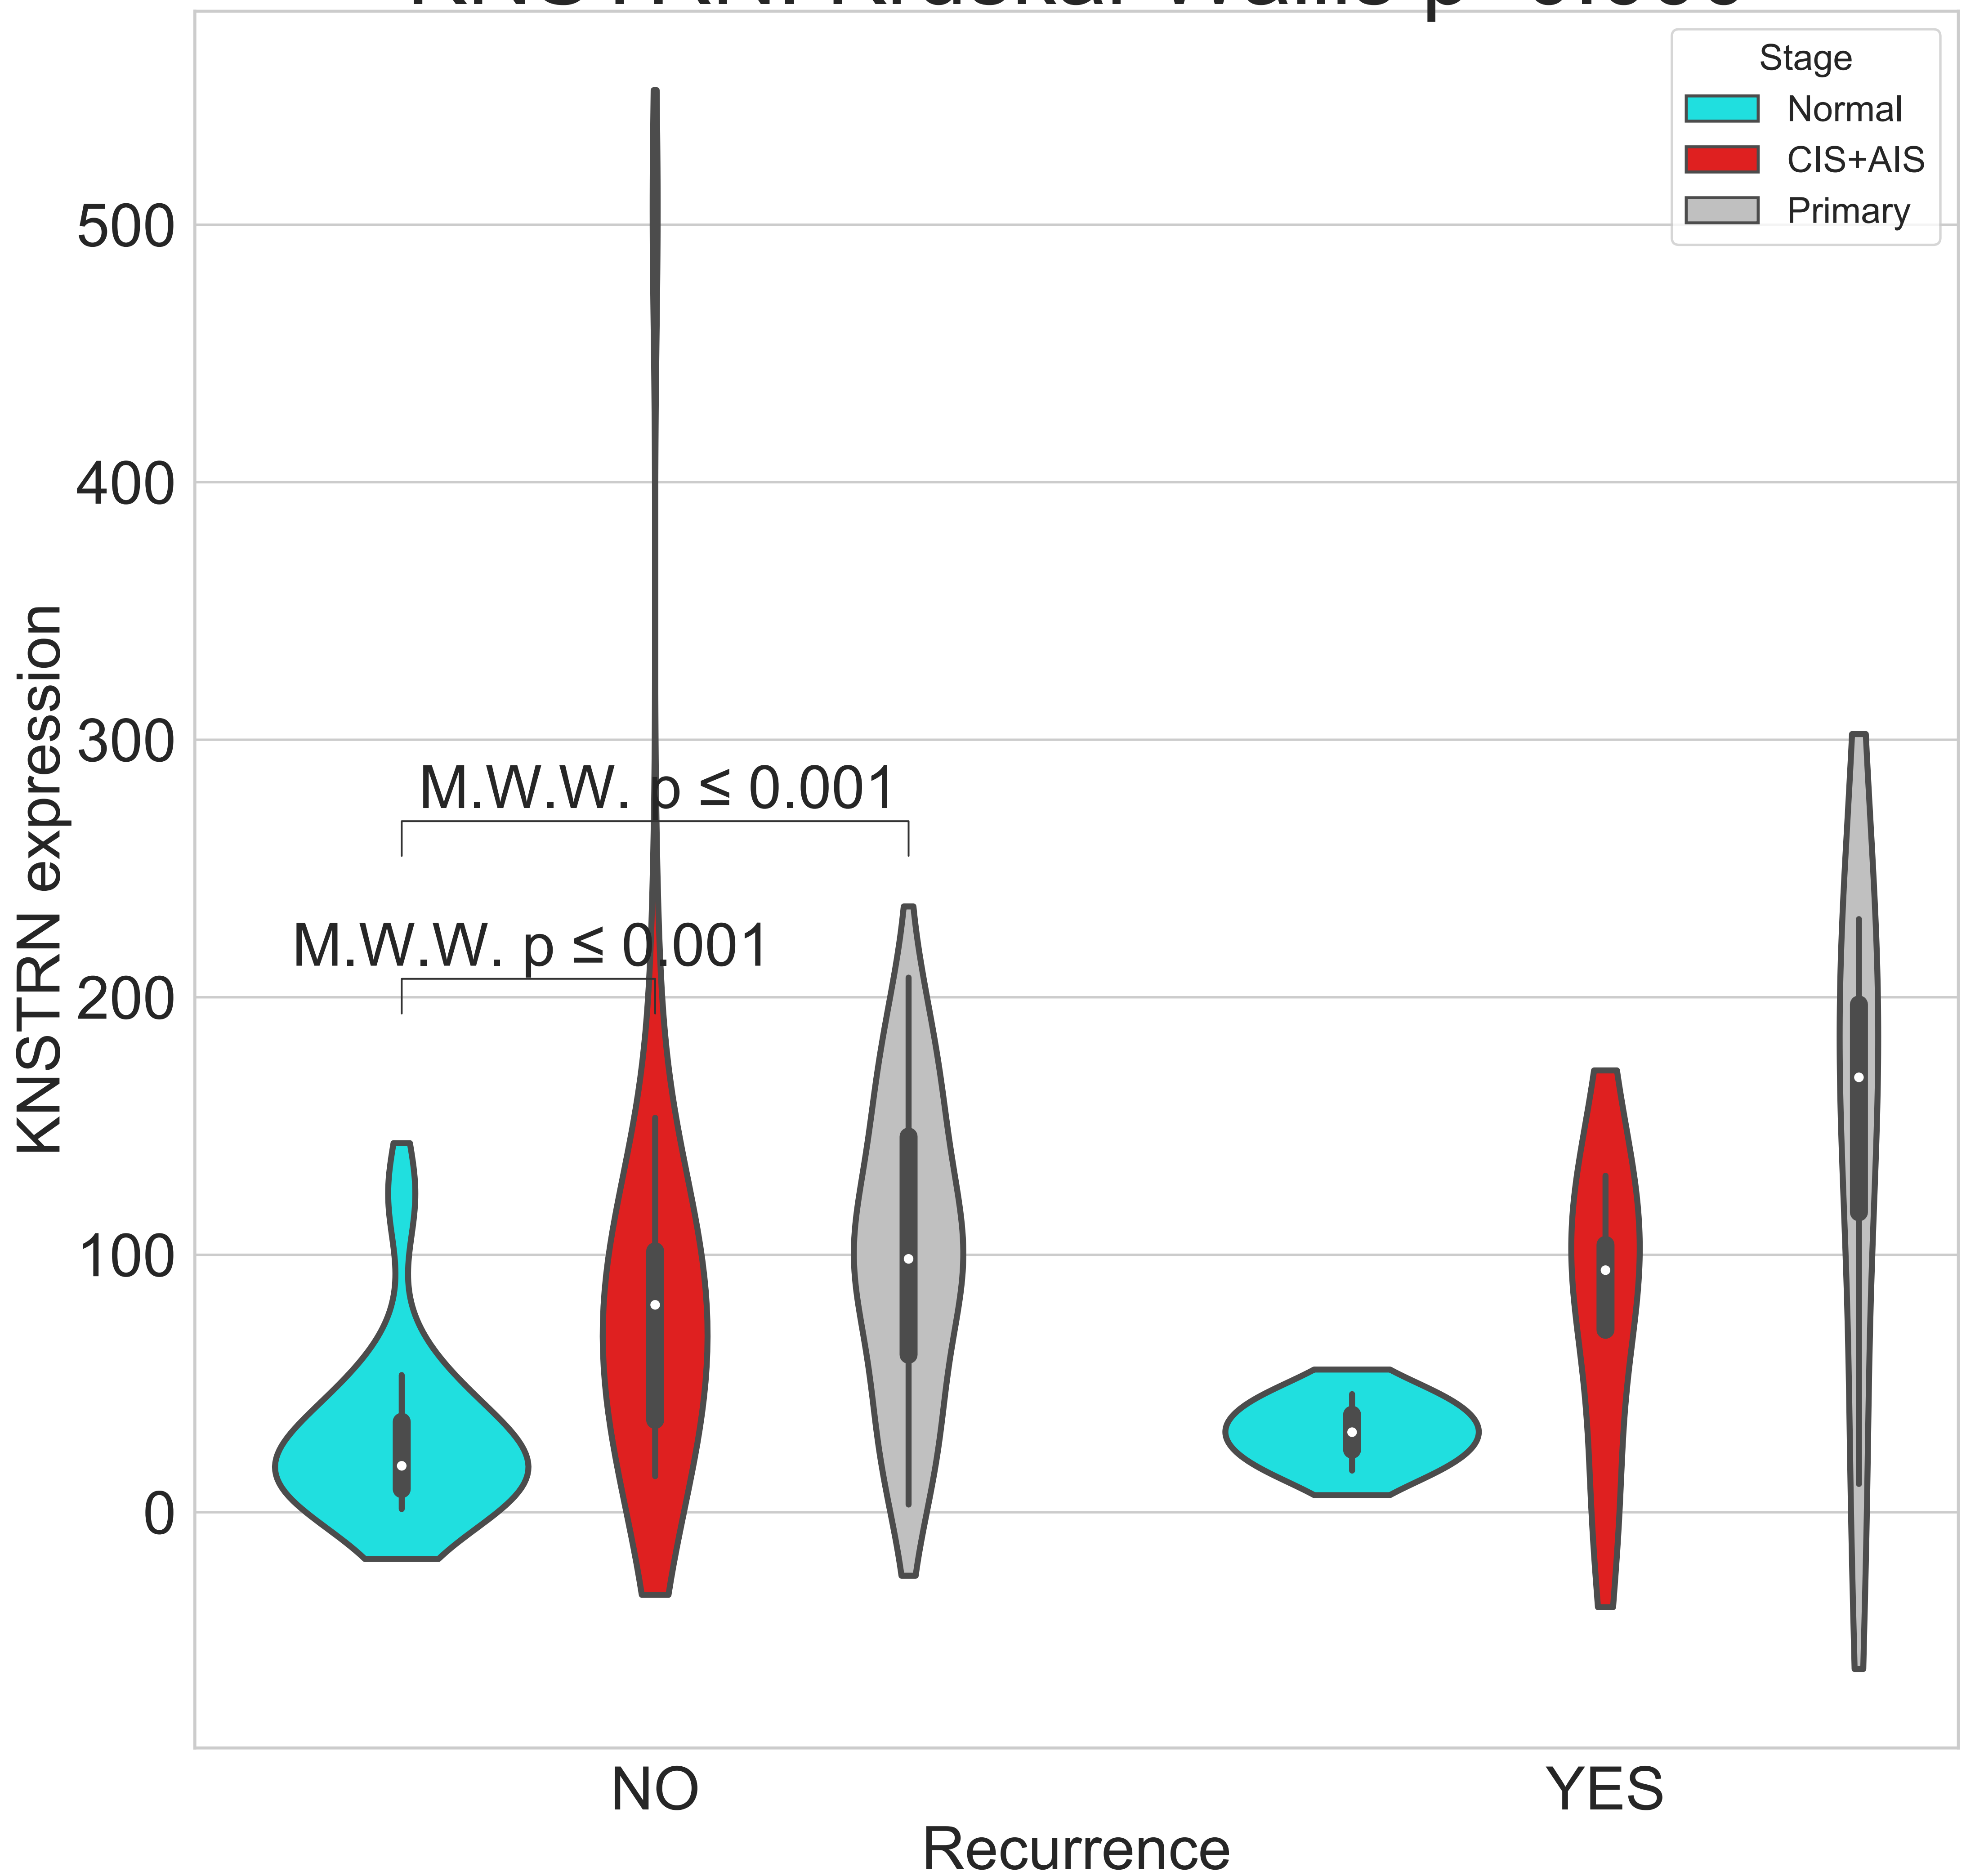 Stage
Normal
CIS+AIS
Primary
500
400
300
200
100
0
KNSTRN expression
M.W.W. p ≤ 0.001
M.W.W. p ≤ 0.001
NO
YES
Recurrence